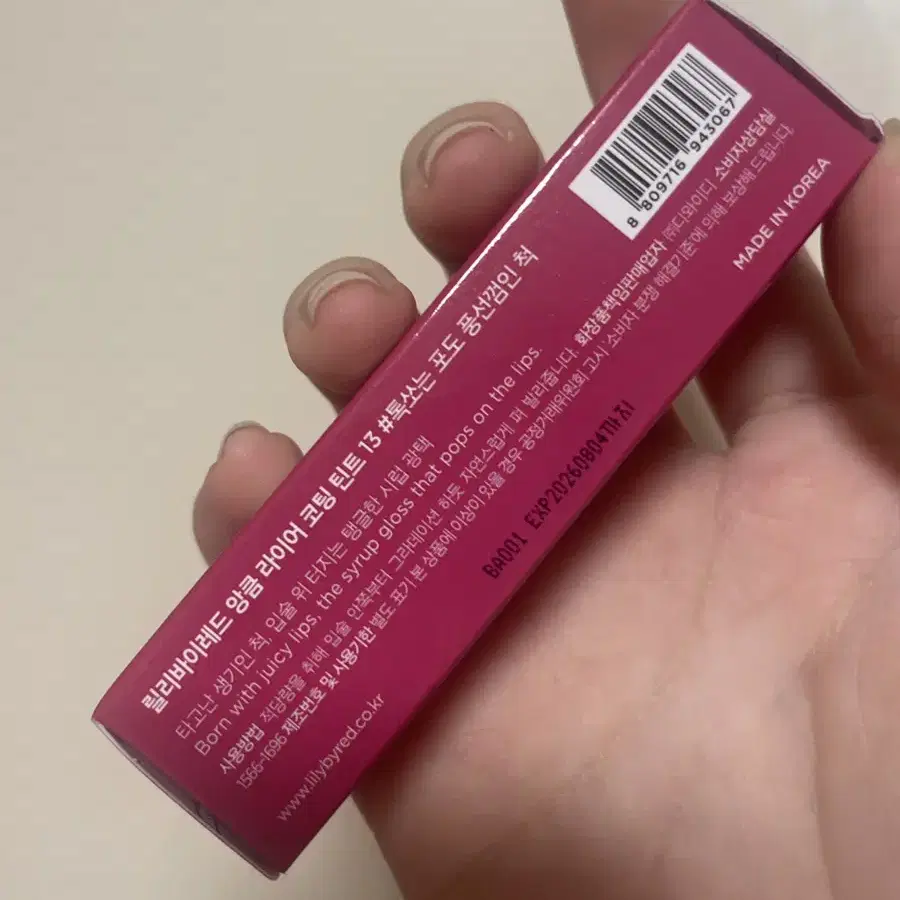 릴리바이레드 앙큼 라이어 코팅 틴트 13 #톡쏘는 포도 풍선껌인 척
타고난 생기인 척, 입술 위 터지는 탱글한 시럽 광택
Born with juicy lips, the syrup gloss that pops on the lips.
사용방법 적당량을 취해 입술 안쪽부터 그라데이션 하듯 자연스럽게 펴 발라줍니다. 화장품책임판매업자 ㈜디와이디 소비자상담실
1566-1696 제조번호 및 사용기한 별도 표기 본 상품에 이상이 있을 경우 공정거래위원회 고시 '소비자 분쟁 해결기준'에 의해 보상해 드립니다.
www.lilybyred.co.kr
MADE IN KOREA
BA001 EXP20260804까지
8 809716 943067